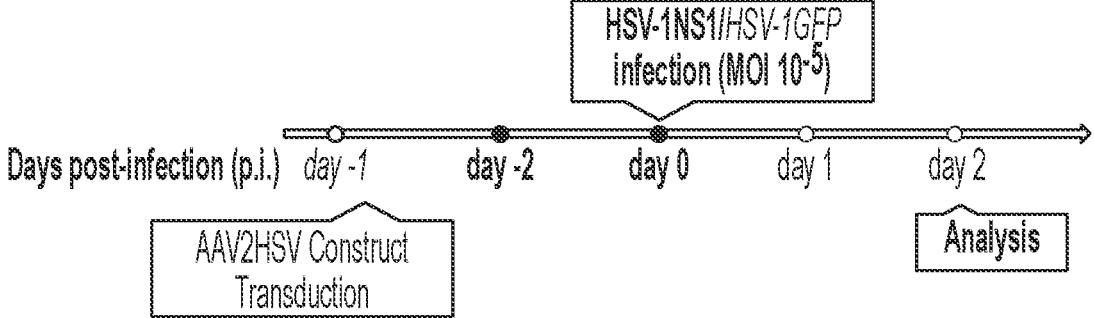 HSV-1NS1/HSV-1GFP
infection (MOI 10-5)
Days post-infection (p.i.) day -1 day -2 day 0 day 1 day 2
AAV2HSV Construct
Transduction
Analysis